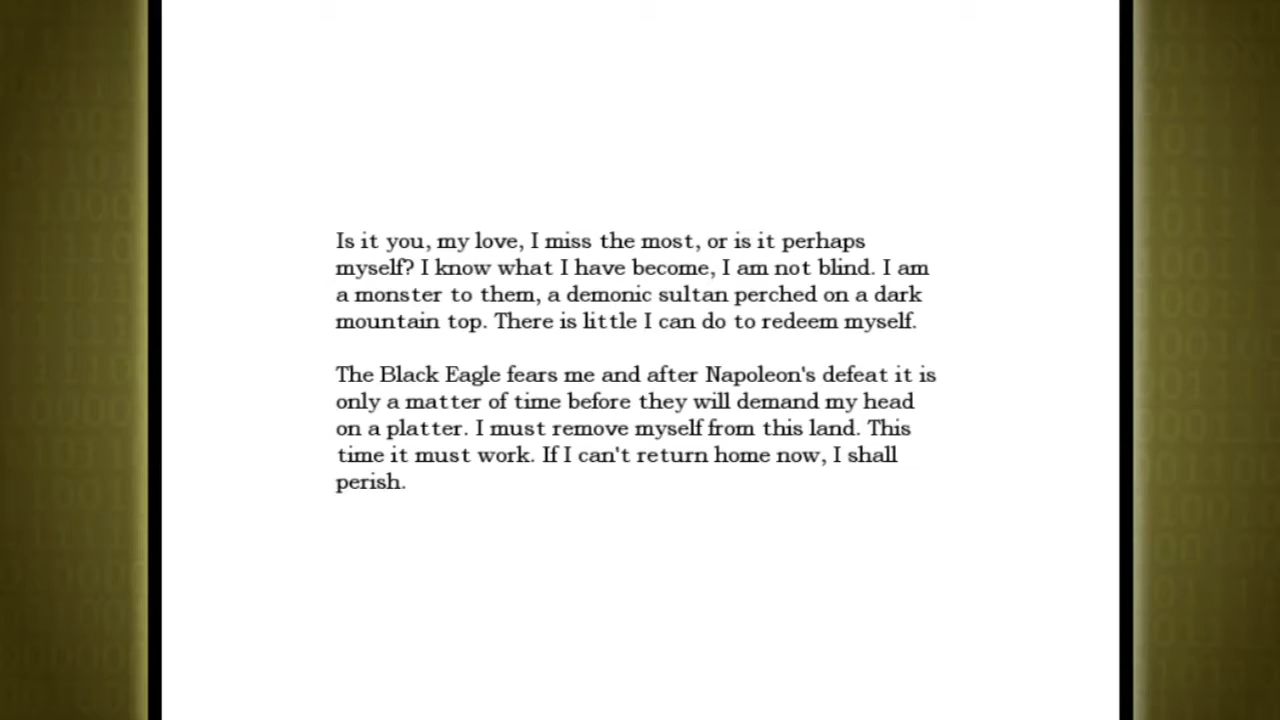 Is it you, my love, I miss the most, or is it perhaps
myself? I know what I have become, I am not blind. I am
a monster to them, a demonic sultan perched on a dark
mountain top. There is little I can do to redeem myself.
The Black Eagle fears me and after Napoleon's defeat it is
only a matter of time before they will demand my head
on a platter. I must remove myself from this land. This
time it must work. If I can't return home now, I shall
perish.